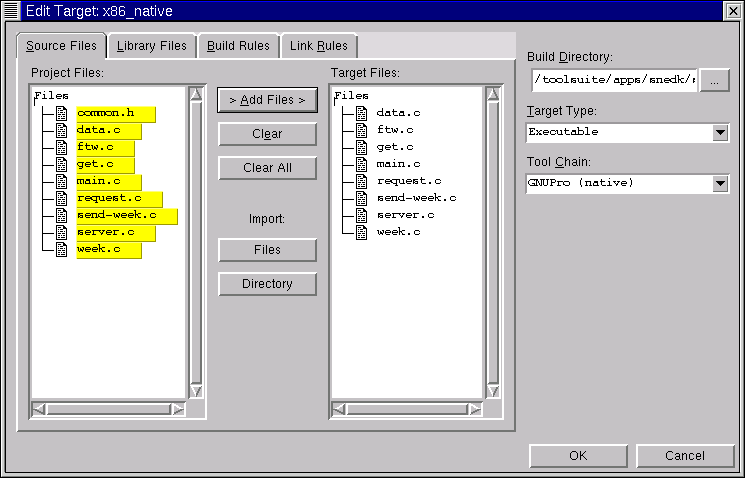 Edit Target: x86_native
Source Files
Library Files
Build Rules
Link Rules
Project Files:
Files
common.h
data.c
ftw.c
get.c
main.c
request.c
send-week.c
server.c
week.c
> Add Files >
Clear
Clear All
Import:
Files
Directory
Target Files:
Files
data.c
ftw.c
get.c
main.c
request.c
send-week.c
server.c
week.c
Build Directory:
/toolsuite/apps/snedk/
...
Target Type:
Executable
Tool Chain:
GNUPro (native)
OK
Cancel